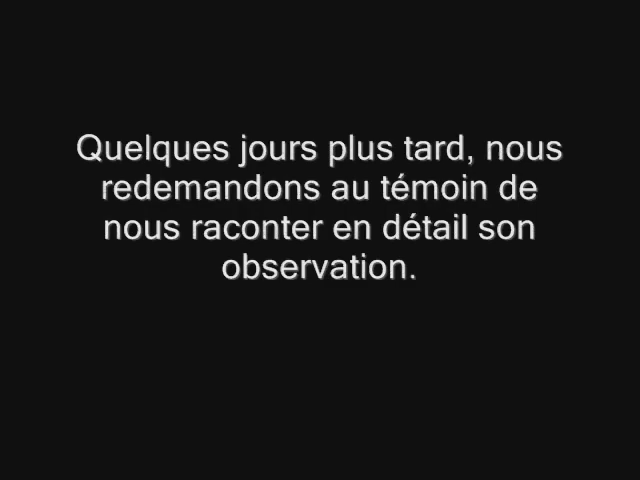 Quelques jours plus tard, nous
redemandons au témoin de
nous raconter en détail son
observation.